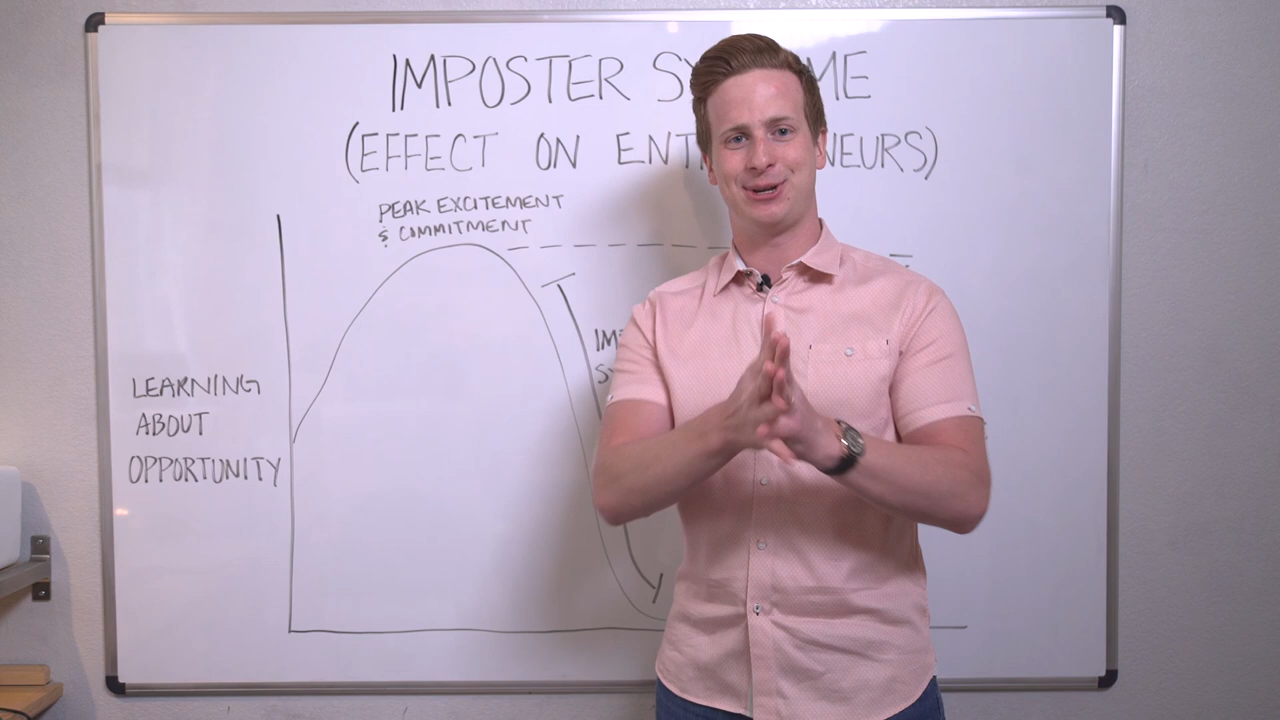 IMPOSTER SY ME
(EFFECT ON ENT NEURS)
PEAK EXCITEMENT
& COMMITMENT
LEARNING
ABOUT
OPPORTUNITY